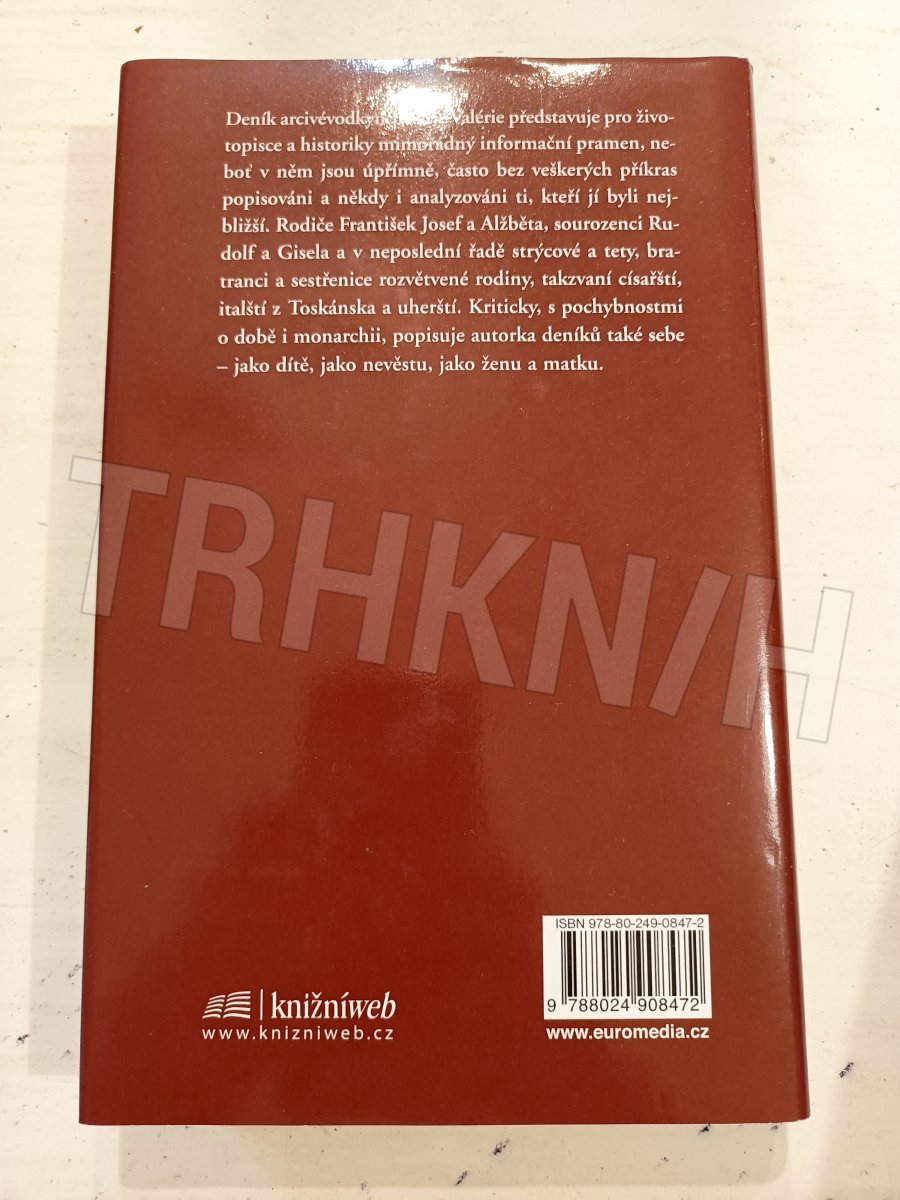 Deník arcivévodky Valérie představuje pro živo-
topisce a historiky mimořádný informační pramen, ne-
boť v něm jsou úpřímně, často bez veškerých příkras
popisováni a někdy i analyzováni ti, kteří jí byli nej-
bližší. Rodiče František Josef a Alžběta, sourozenci Ru-
dolf a Gisela a v neposlední řadě strýcové a tety, bra-
tranci a sestřenice rozvětvené rodiny, takzvaní císařští,
italští z Toskánska a uherští. Kriticky, s pochybnostmi
o době i monarchii, popisuje autorka deníků také sebe
– jako dítě, jako nevěstu, jako ženu a matku.
TRHKNIH
ISBN 978-80-249-0847-2
9 788024 908472
knižníweb
www.knizniweb.cz
www.euromedia.cz